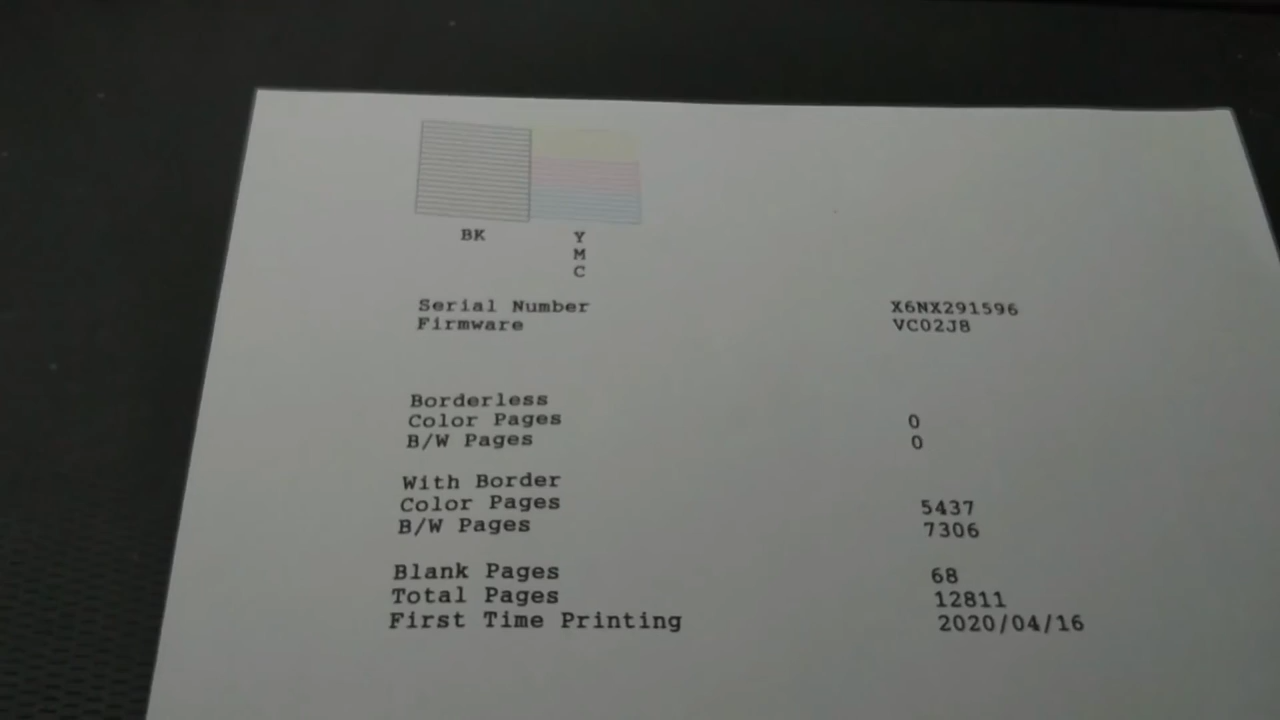 BK Y
M
C
Serial Number X6NX291596
Firmware VC02J8
Borderless
Color Pages 0
B/W Pages 0
With Border
Color Pages 5437
B/W Pages 7306
Blank Pages 68
Total Pages 12811
First Time Printing 2020/04/16